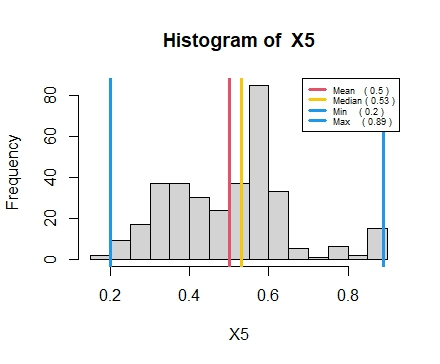 Histogram of  X5
Mean    ( 0.5 )
Median ( 0.53 )
Min     ( 0.2 )
Max     ( 0.89 )
Frequency
80
60
40
20
0
0.2 0.4 0.6 0.8
X5